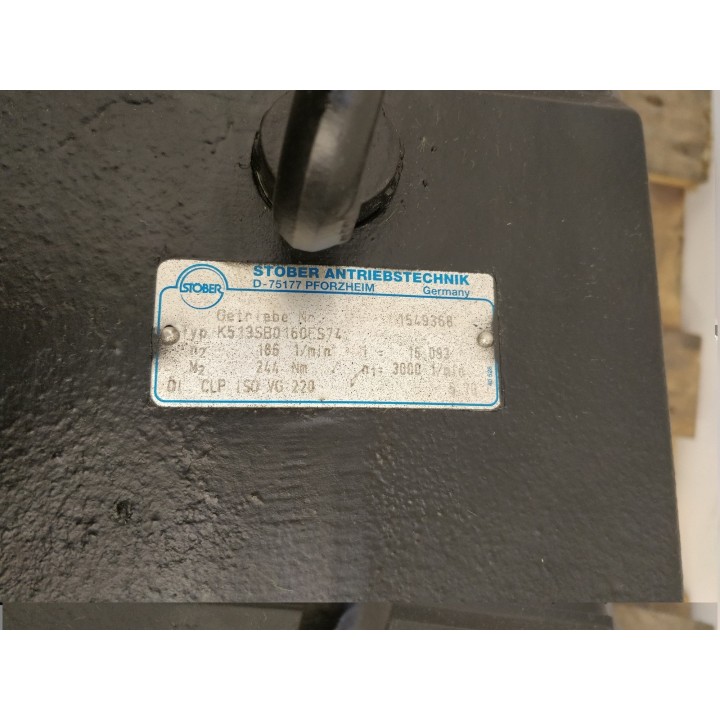 STÖBER
STÖBER ANTRIEBSTECHNIK
D-75177 PFORZHEIM Germany
Getriebe Nr. 1549368
Typ K513SB0160ES74
n2 186 1/min i = 16.093
M2 244 Nm n1= 3000 1/min
ÖL CLP ISO VG 220